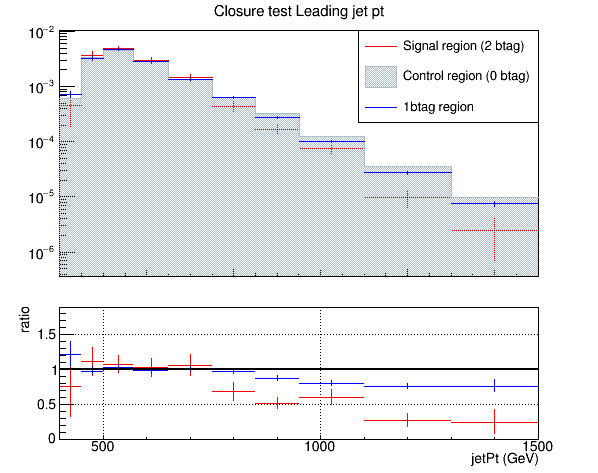 Closure test Leading jet pt
10⁻²
10⁻³
10⁻⁴
10⁻⁵
10⁻⁶
Signal region (2 btag)
Control region (0 btag)
1btag region
ratio
1.5
1
0.5
0
500
1000
1500
jetPt (GeV)